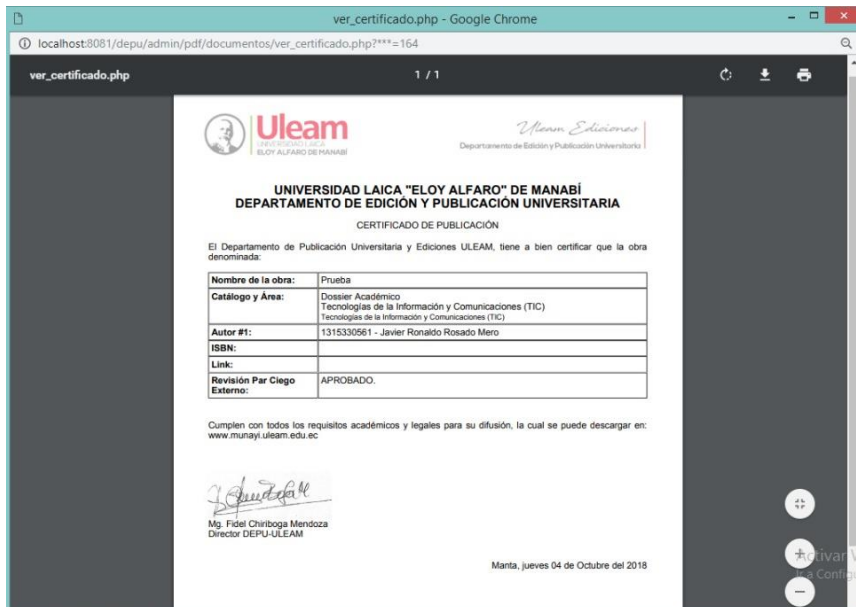 ver_certificado.php - Google Chrome
localhost:8081/depu/admin/pdf/documentos/ver_certificado.php?***=164
ver_certificado.php
1 / 1
Uleam
UNIVERSIDAD LAICA
ELOY ALFARO DE MANABÍ
Uleam Ediciones
Departamento de Edición y Publicación Universitaria
UNIVERSIDAD LAICA "ELOY ALFARO" DE MANABÍ
DEPARTAMENTO DE EDICIÓN Y PUBLICACIÓN UNIVERSITARIA
CERTIFICADO DE PUBLICACIÓN
El Departamento de Publicación Universitaria y Ediciones ULEAM, tiene a bien certificar que la obra
denominada:
Nombre de la obra: Prueba
Catálogo y Área: Dossier Académico
Tecnologías de la Información y Comunicaciones (TIC)
Tecnologías de la Información y Comunicaciones (TIC)
Autor #1: 1315330561 - Javier Ronaldo Rosado Mero
ISBN:
Link:
Revisión Par Ciego APROBADO.
Externo:
Cumplen con todos los requisitos académicos y legales para su difusión, la cual se puede descargar en:
www.munayi.uleam.edu.ec
Mg. Fidel Chiriboga Mendoza
Director DEPU-ULEAM
Manta, jueves 04 de Octubre del 2018
Activar
Ir a Config